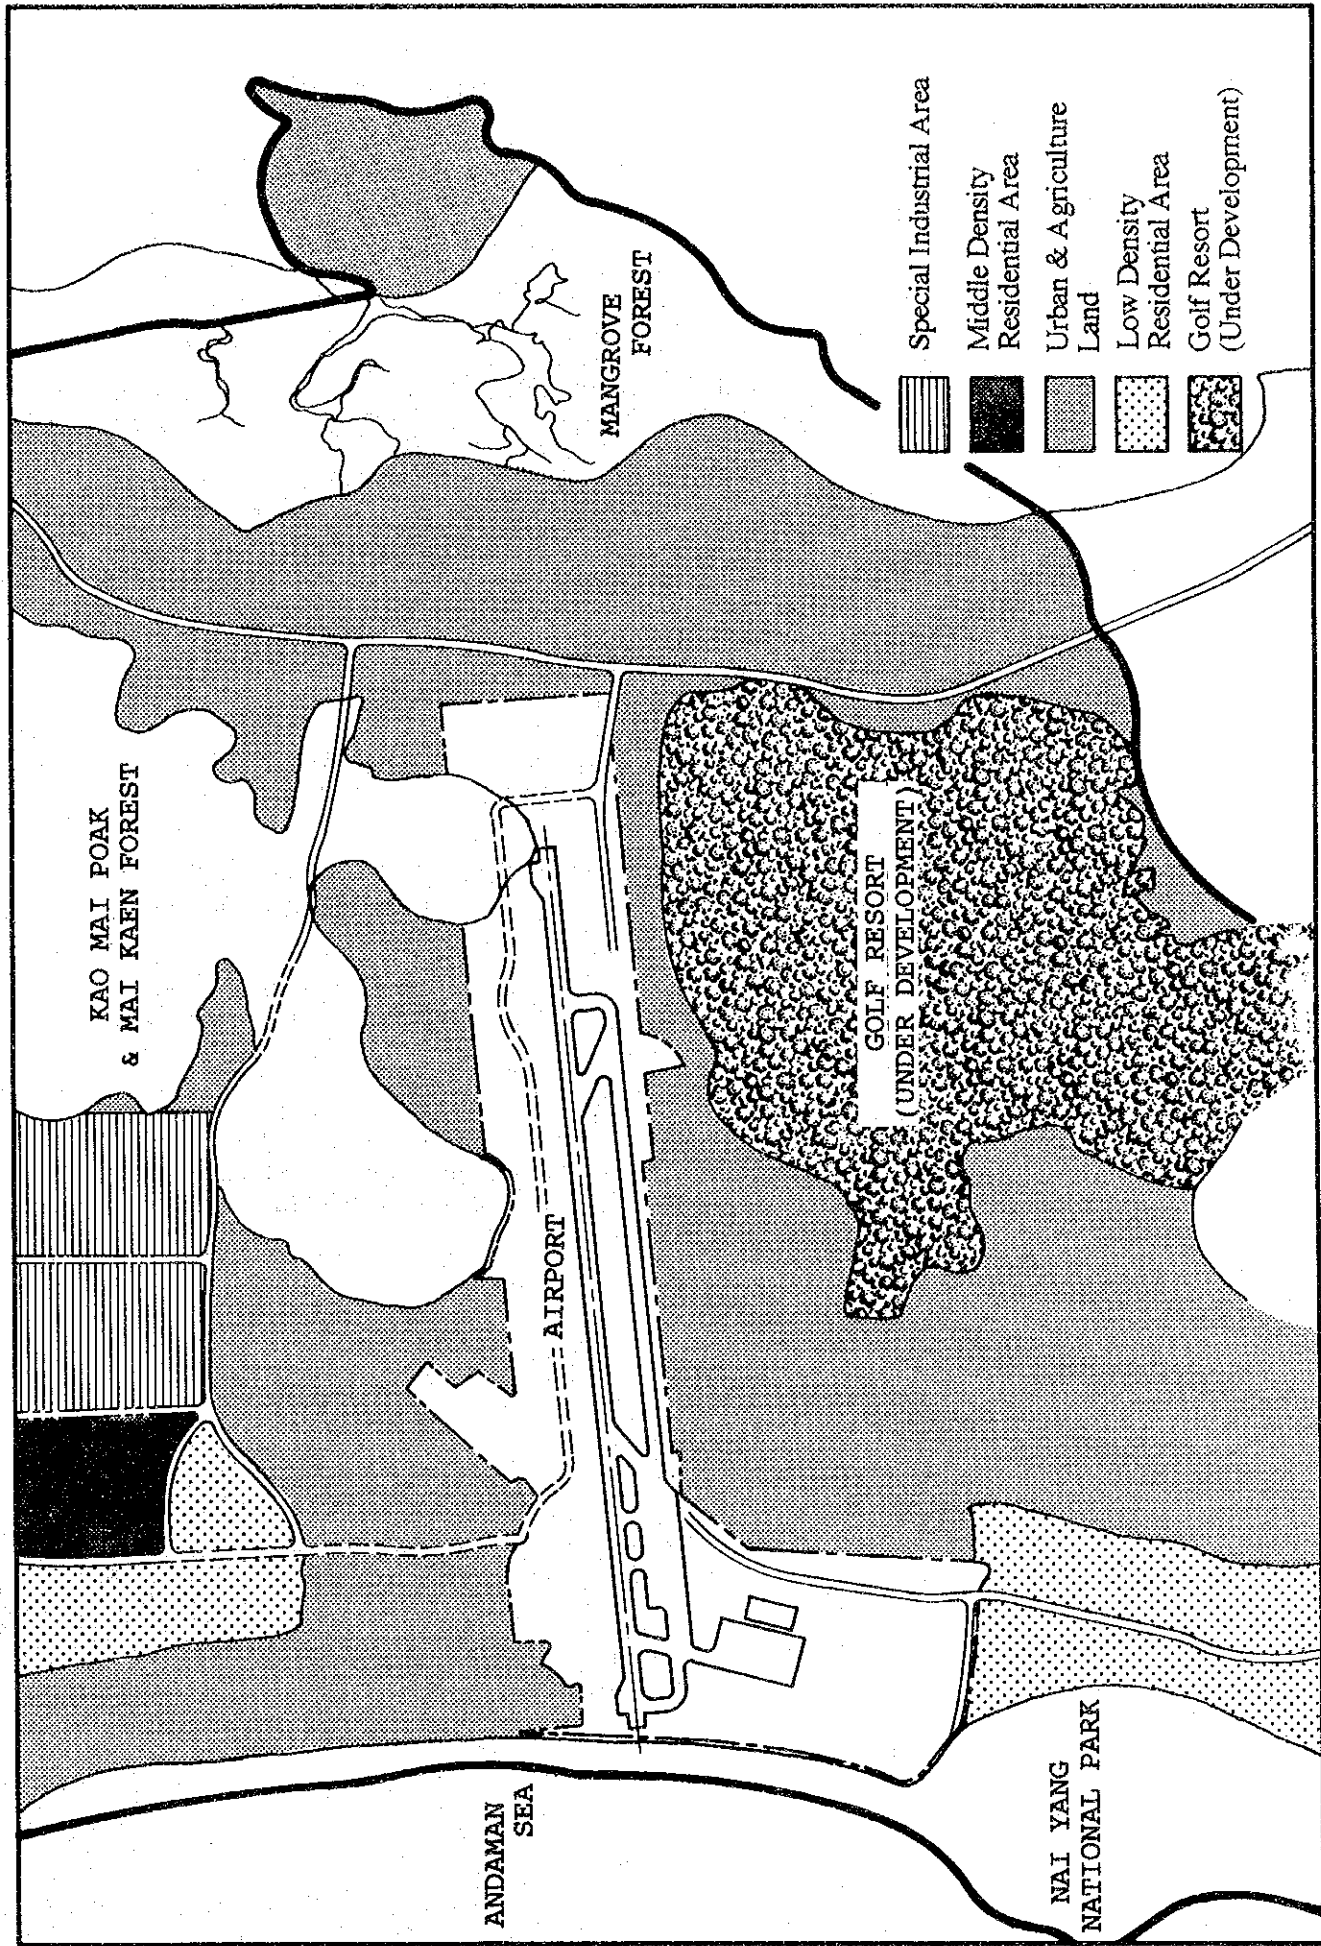 KAO MAI POAK
& MAI KAEN FOREST
MANGROVE
FOREST
AIRPORT
ANDAMAN
SEA
GOLF RESORT
(UNDER DEVELOPMENT)
NAI YANG
NATIONAL PARK
Special Industrial Area
Middle Density
Residential Area
Urban & Agriculture
Land
Low Density
Residential Area
Golf Resort
(Under Development)